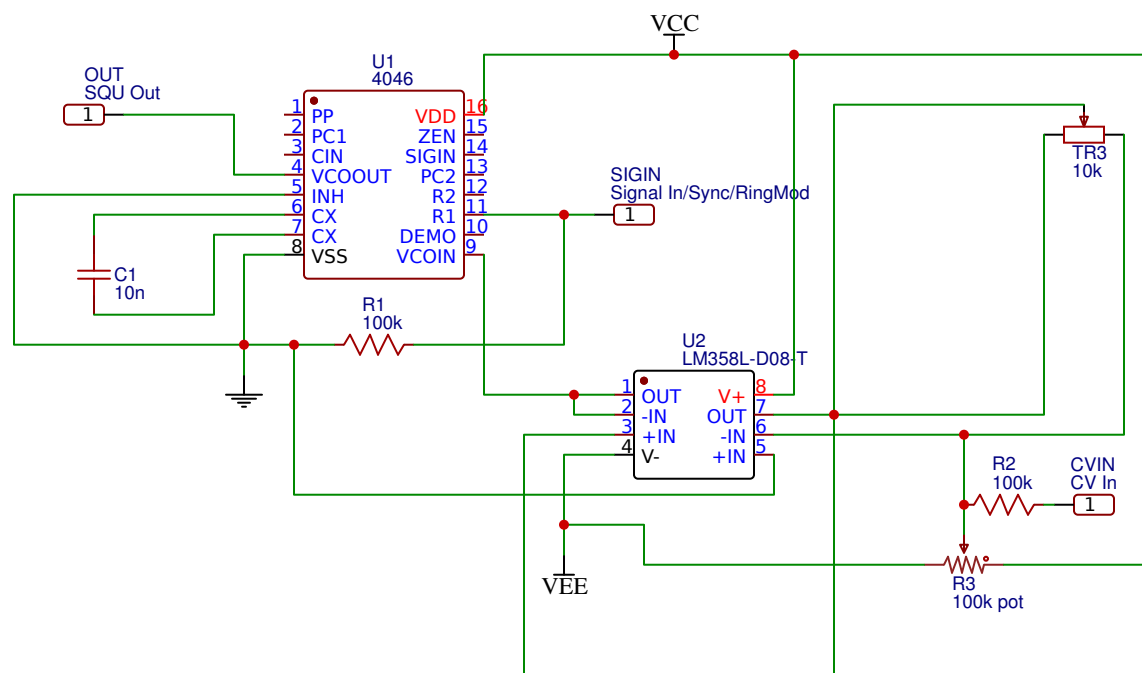 VCC
U1
4046
OUT
SQU Out
1
1 PP
2 PC1
3 CIN
4 VCOOUT
5 INH
6 CX
7 CX
8 VSS
VDD 16
ZEN 15
SIGIN 14
PC2 13
R2 12
R1 11
DEMO 10
VCOIN 9
SIGIN
Signal In/Sync/RingMod
1
TR3
10k
C1
10n
R1
100k
U2
LM358L-D08-T
1 OUT
2 -IN
3 +IN
4 V-
V+ 8
OUT 7
-IN 6
+IN 5
R2
100k
CVIN
CV In
1
VEE
R3
100k pot